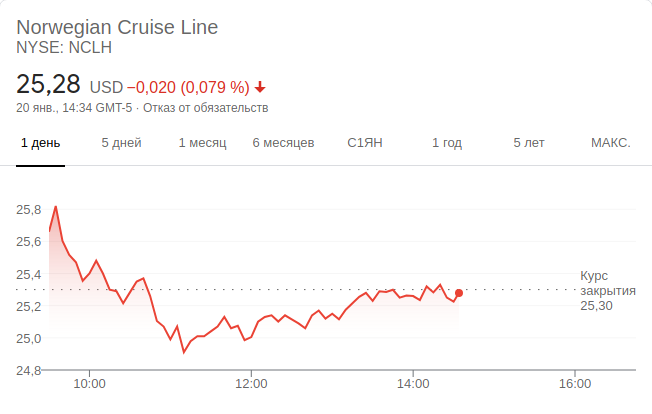 Norwegian Cruise Line
NYSE: NCLH
25,28 USD −0,020 (0,079 %)
20 янв., 14:34 GMT-5 · Отказ от обязательств
1 день 5 дней 1 месяц 6 месяцев С1ЯН 1 год 5 лет МАКС.
25,8
25,6
25,4
25,2
25,0
24,8
Курс
закрытия
25,30
10:00 12:00 14:00 16:00